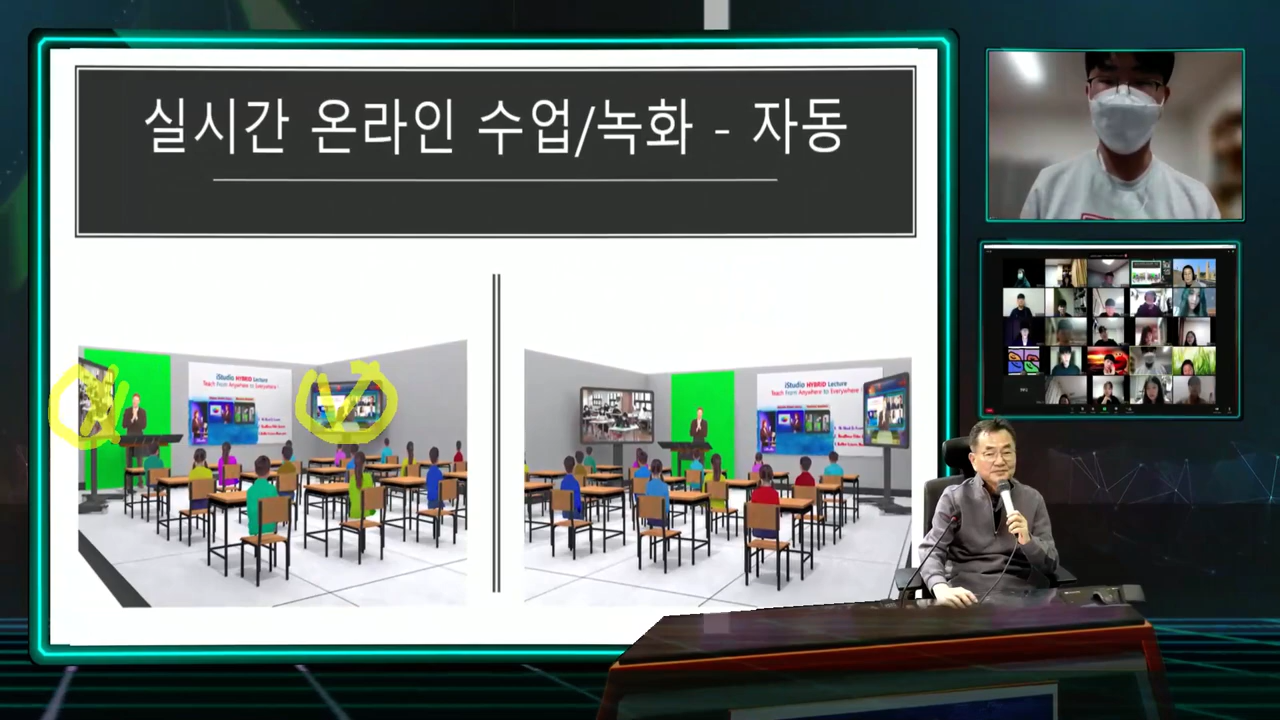 실시간 온라인 수업/녹화 - 자동
iStudio HYBRID Lecture
Teach From Anywhere to Everywhere!
iStudio HYBRID Lecture
Teach From Anywhere to Everywhere!